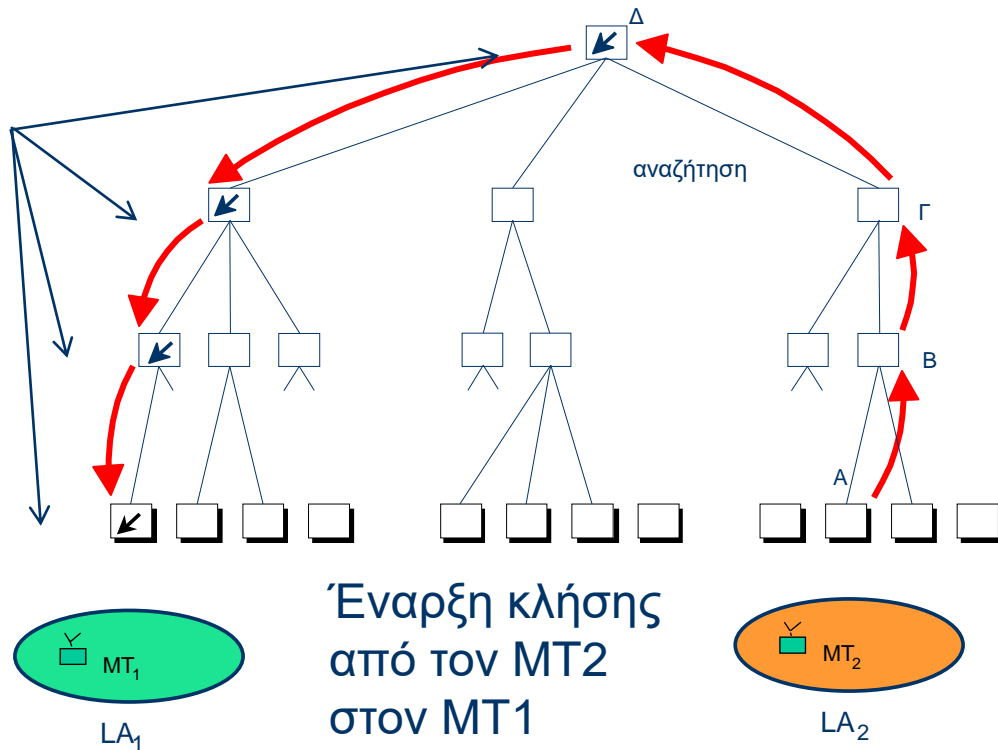 Δ
αναζήτηση
Γ
Β
Α
Έναρξη κλήσης
από τον MT2
στον MT1
MT1
LA1
MT2
LA2